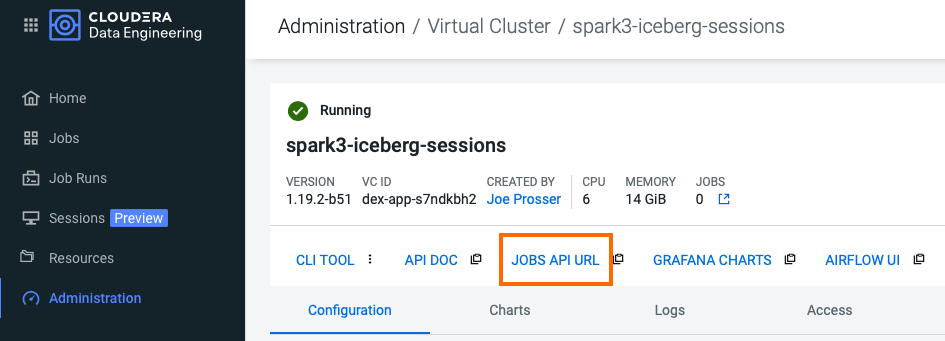 CLOUDERA
Data Engineering
Home
Jobs
Job Runs
Sessions Preview
Resources
Administration
Administration / Virtual Cluster / spark3-iceberg-sessions
Running
spark3-iceberg-sessions
VERSION VC ID CREATED BY CPU MEMORY JOBS
1.19.2-b51 dex-app-s7ndkbh2 Joe Prosser 6 14 GiB 0
CLI TOOL API DOC JOBS API URL GRAFANA CHARTS AIRFLOW UI
Configuration Charts Logs Access